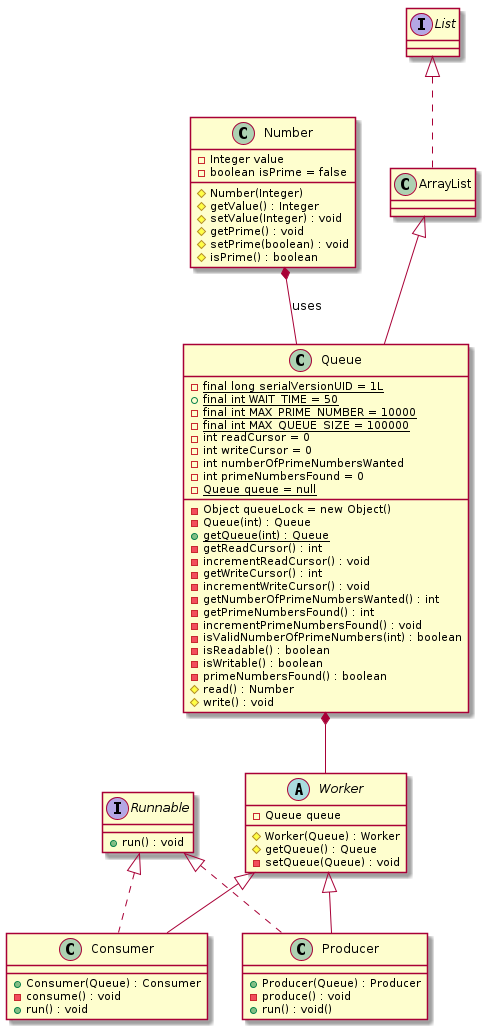 I List
C ArrayList
C Number
Integer value
boolean isPrime = false
Number(Integer)
getValue() : Integer
setValue(Integer) : void
getPrime() : void
setPrime(boolean) : void
isPrime() : boolean
uses
C Queue
final long serialVersionUID = 1L
final int WAIT_TIME = 50
final int MAX_PRIME_NUMBER = 10000
final int MAX_QUEUE_SIZE = 100000
int readCursor = 0
int writeCursor = 0
int numberOfPrimeNumbersWanted
int primeNumbersFound = 0
Queue queue = null
Object queueLock = new Object()
Queue(int) : Queue
getQueue(int) : Queue
getReadCursor() : int
incrementReadCursor() : void
getWriteCursor() : int
incrementWriteCursor() : void
getNumberOfPrimeNumbersWanted() : int
getPrimeNumbersFound() : int
incrementPrimeNumbersFound() : void
isValidNumberOfPrimeNumbers(int) : boolean
isReadable() : boolean
isWritable() : boolean
primeNumbersFound() : boolean
read() : Number
write() : void
A Worker
Queue queue
Worker(Queue) : Worker
getQueue() : Queue
setQueue(Queue) : void
I Runnable
run() : void
C Consumer
Consumer(Queue) : Consumer
consume() : void
run() : void
C Producer
Producer(Queue) : Producer
produce() : void
run() : void()